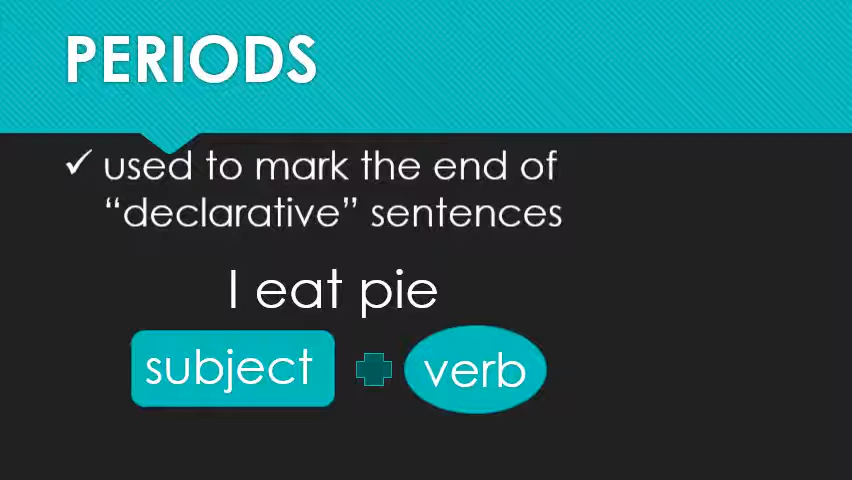 PERIODS
✓ used to mark the end of
“declarative” sentences
I eat pie
subject + verb